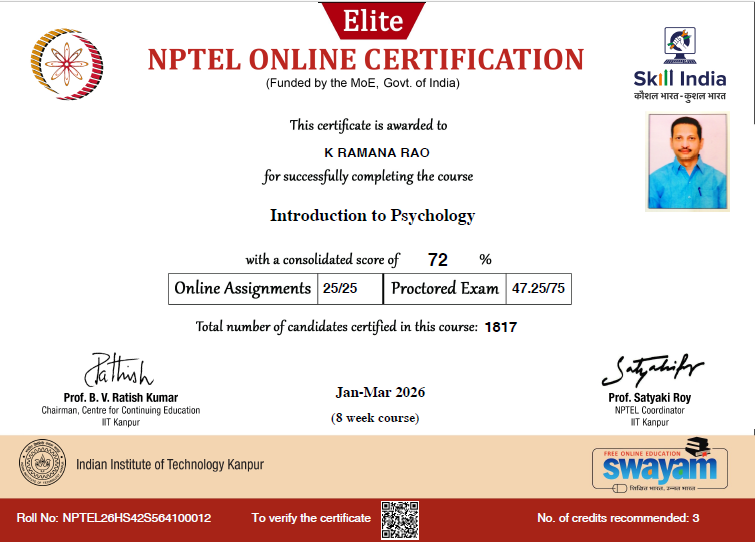 Elite
NPTEL ONLINE CERTIFICATION
(Funded by the MoE, Govt. of India)
Skill India
कौशल भारत - कुशल भारत
This certificate is awarded to
K RAMANA RAO
for successfully completing the course
Introduction to Psychology
with a consolidated score of 72 %
Online Assignments 25/25 Proctored Exam 47.25/75
Total number of candidates certified in this course: 1817
Prof. B. V. Ratish Kumar
Chairman, Centre for Continuing Education
IIT Kanpur
Jan-Mar 2026
(8 week course)
Prof. Satyaki Roy
NPTEL Coordinator
IIT Kanpur
Indian Institute of Technology Kanpur
FREE ONLINE EDUCATION
swayam
शिक्षित भारत, उन्नत भारत
Roll No: NPTEL26HS42S564100012 To verify the certificate No. of credits recommended: 3